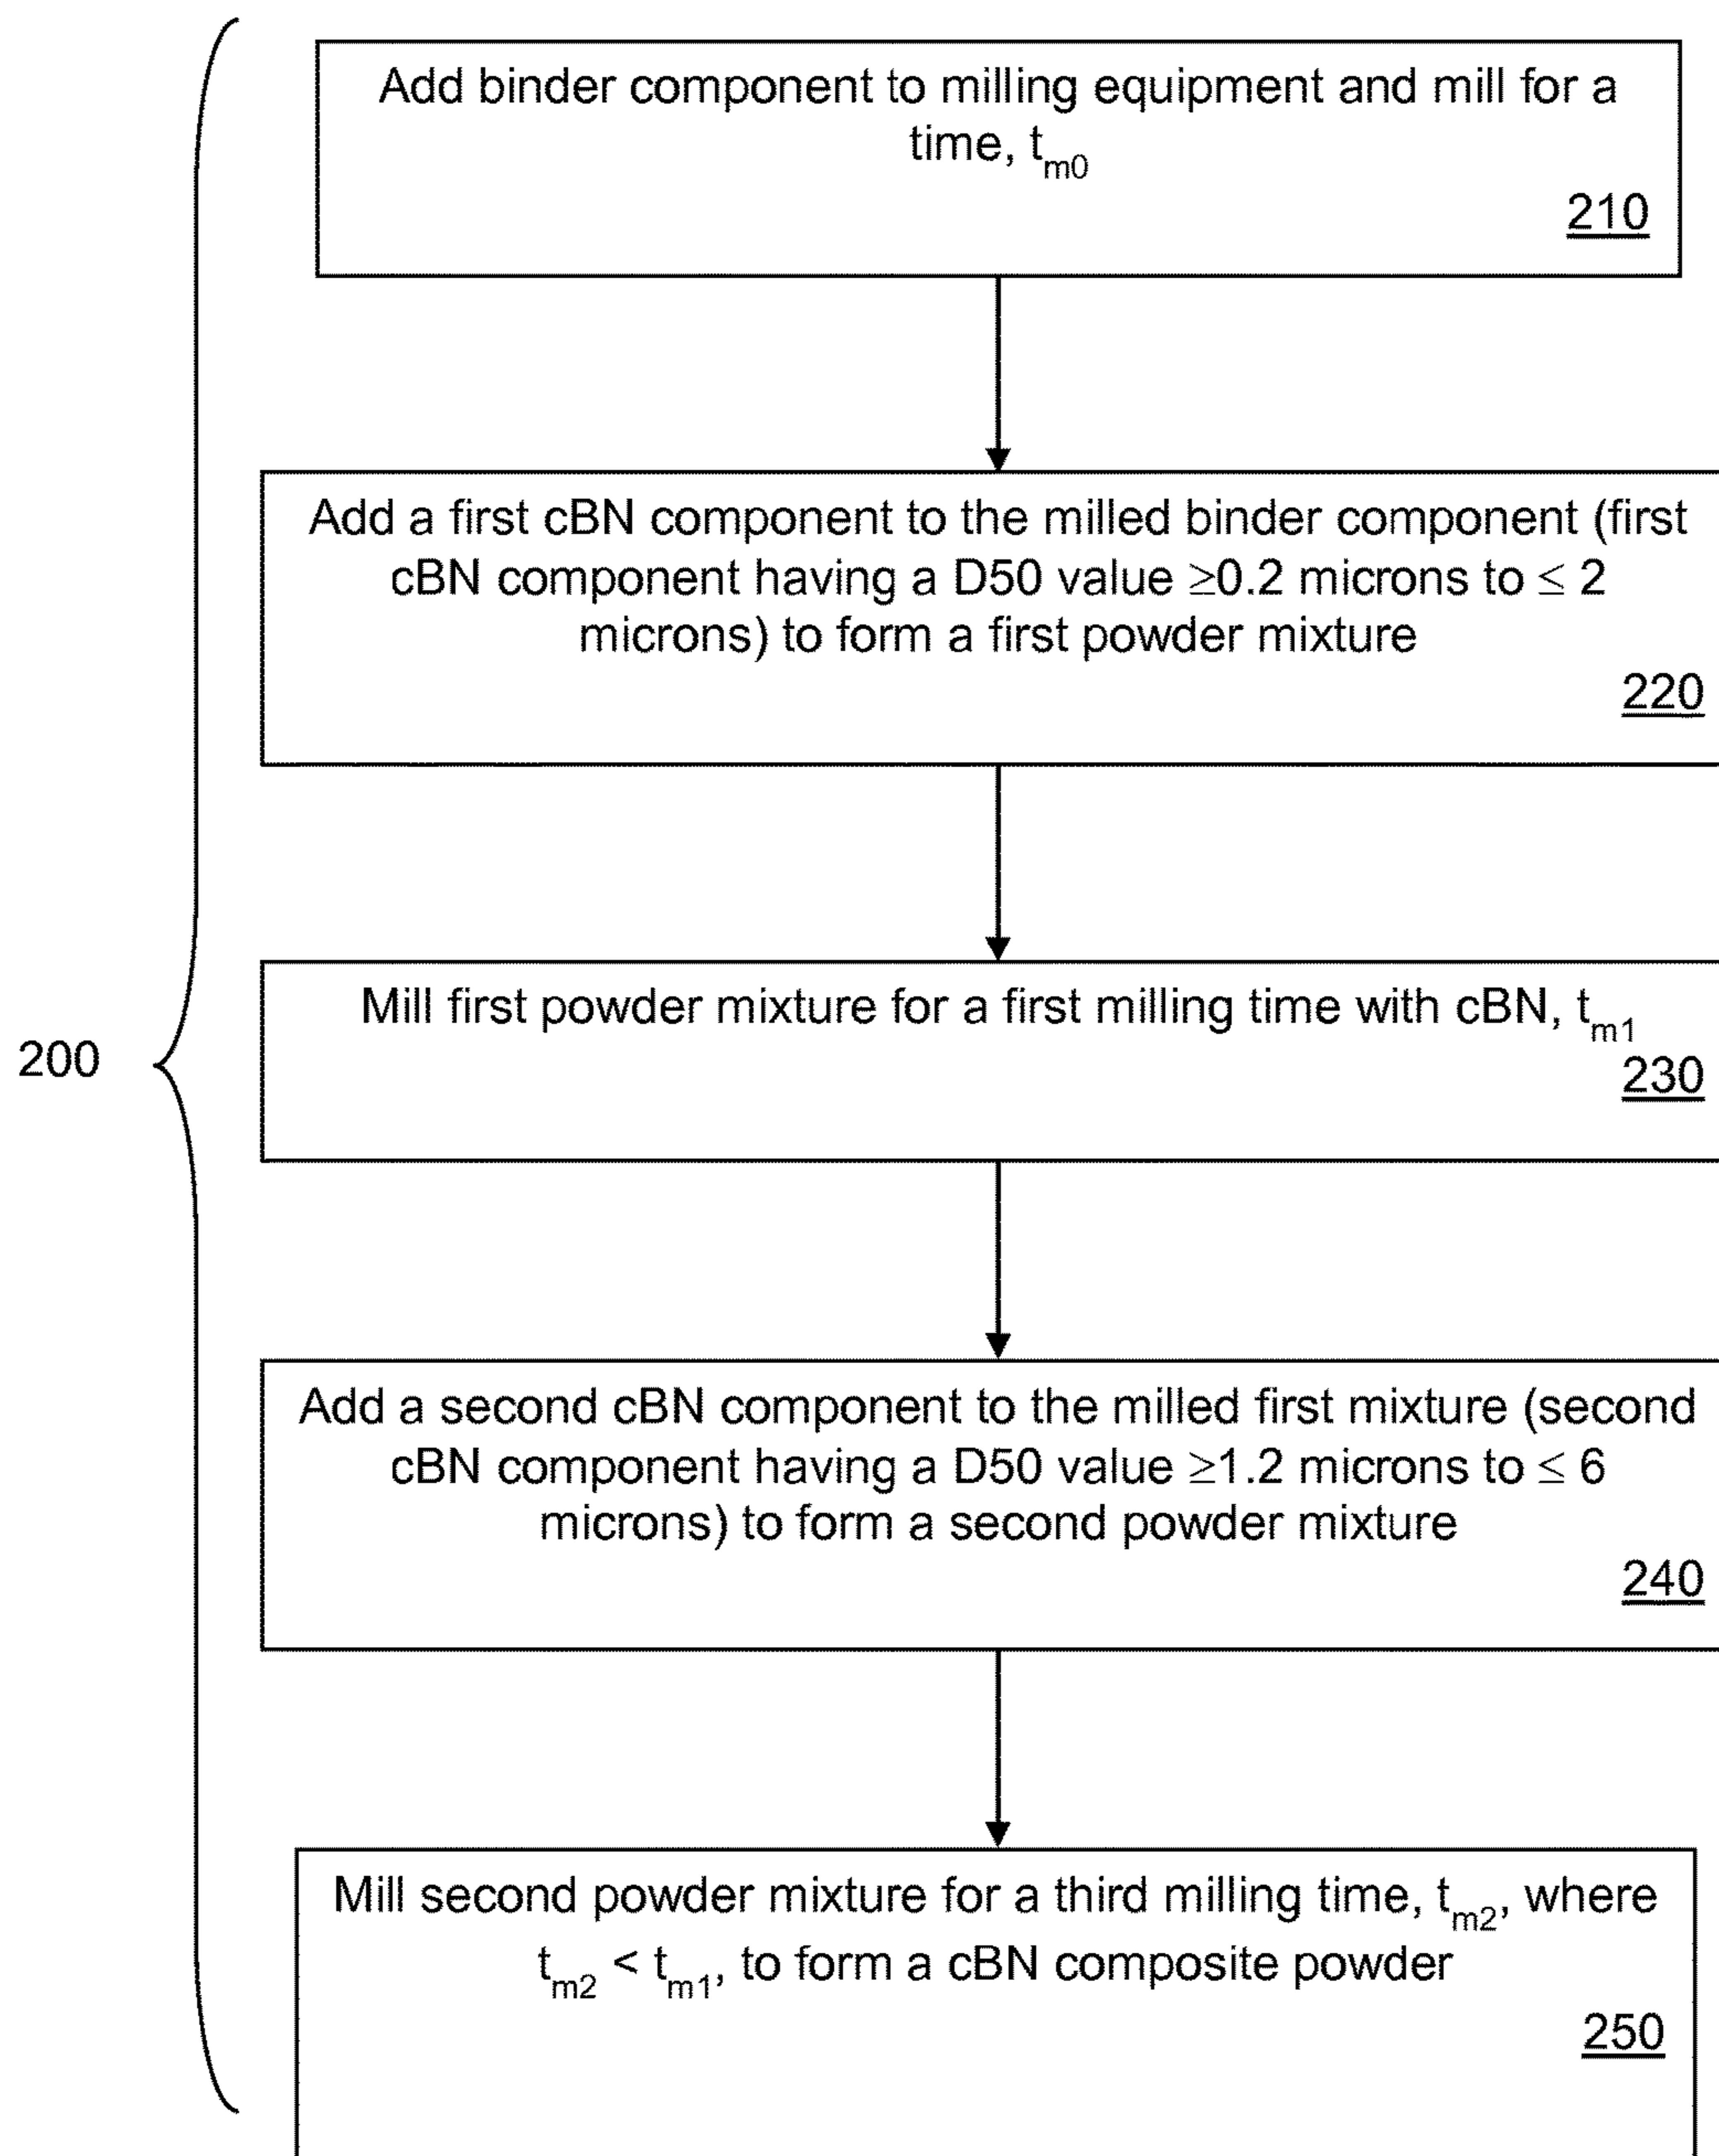 Add binder component to milling equipment and mill for a
time, tm0
210
Add a first cBN component to the milled binder component (first
cBN component having a D50 value ≥0.2 microns to ≤ 2
microns) to form a first powder mixture
220
Mill first powder mixture for a first milling time with cBN, tm1
230
200
Add a second cBN component to the milled first mixture (second
cBN component having a D50 value ≥1.2 microns to ≤ 6
microns) to form a second powder mixture
240
Mill second powder mixture for a third milling time, tm2, where
tm2 < tm1, to form a cBN composite powder
250